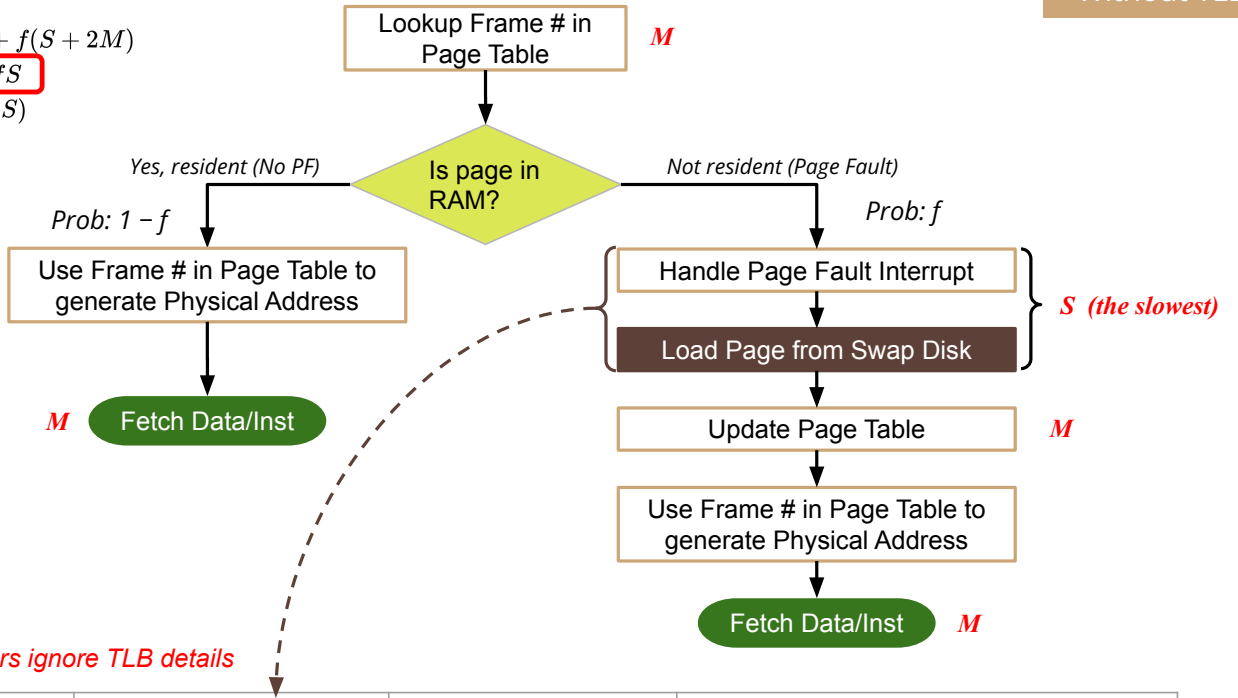 + f(S + 2M)
fS
S)
Lookup Frame # in
Page Table
M
Is page in
RAM?
Yes, resident (No PF)
Prob: 1 − f
Use Frame # in Page Table to
generate Physical Address
M
Fetch Data/Inst
Not resident (Page Fault)
Prob: f
Handle Page Fault Interrupt
Load Page from Swap Disk
S (the slowest)
Update Page Table
M
Use Frame # in Page Table to
generate Physical Address
Fetch Data/Inst
M
ignore TLB details